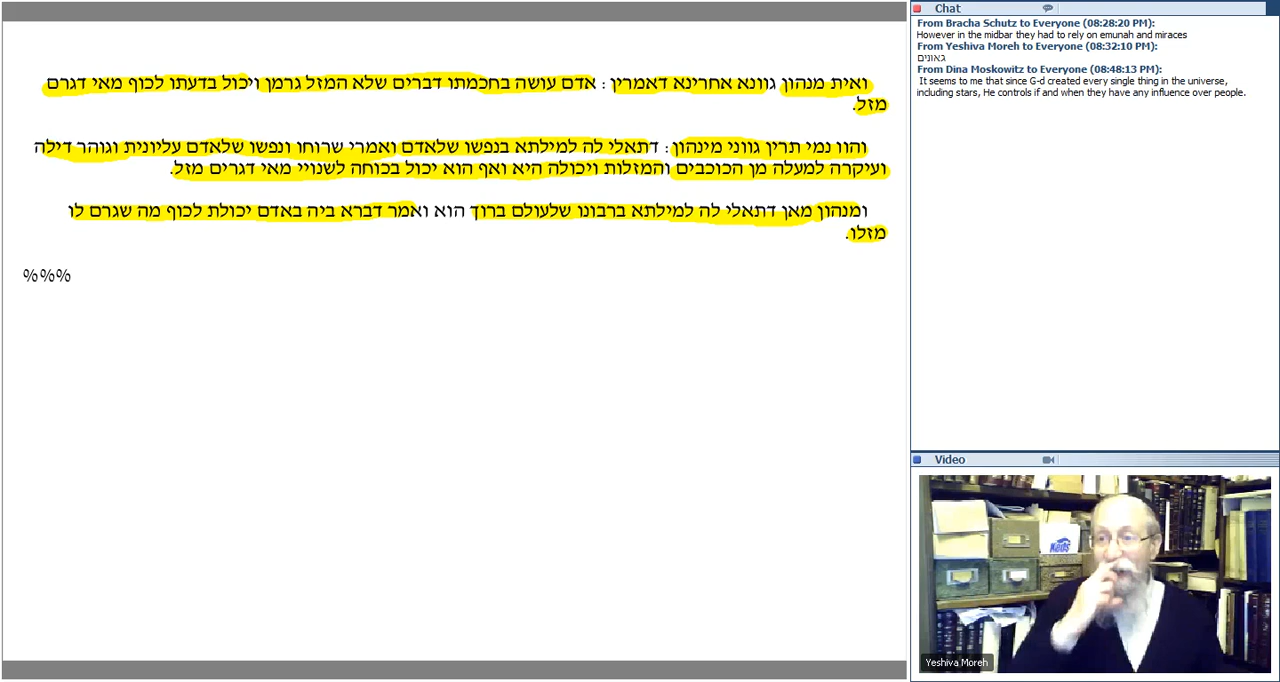 ואית מנהון גוונא אחרינא דאמרין : אדם עושה בחכמתו דברים שלא המזל גרמן ויכול בדעתו לכוף מאי דגרם
מזל.
והוו נמי תרין גווני מינהון : דתאלי לה למילתא בנפשו שלאדם ואמרי שרוחו ונפשו שלאדם עליונית וגוהר דילה
ועיקרה למעלה מן הכוכבים והמזלות ויכולה היא ואף הוא יכול בכוחה לשנויי מאי דגרים מזל.
ומנהון מאן דתאלי לה למילתא ברבונו שלעולם ברוך הוא ואמר דברא ביה באדם יכולת לכוף מה שגרם לו
מזלו.
%%%
Chat
From Bracha Schutz to Everyone (08:28:20 PM):
However in the midbar they had to rely on emunah and miraces
From Yeshiva Moreh to Everyone (08:32:10 PM):
גאונים
From Dina Moskowitz to Everyone (08:48:13 PM):
It seems to me that since G-d created every single thing in the universe,
including stars, He controls if and when they have any influence over people.
Video
Keds
Yeshiva Moreh